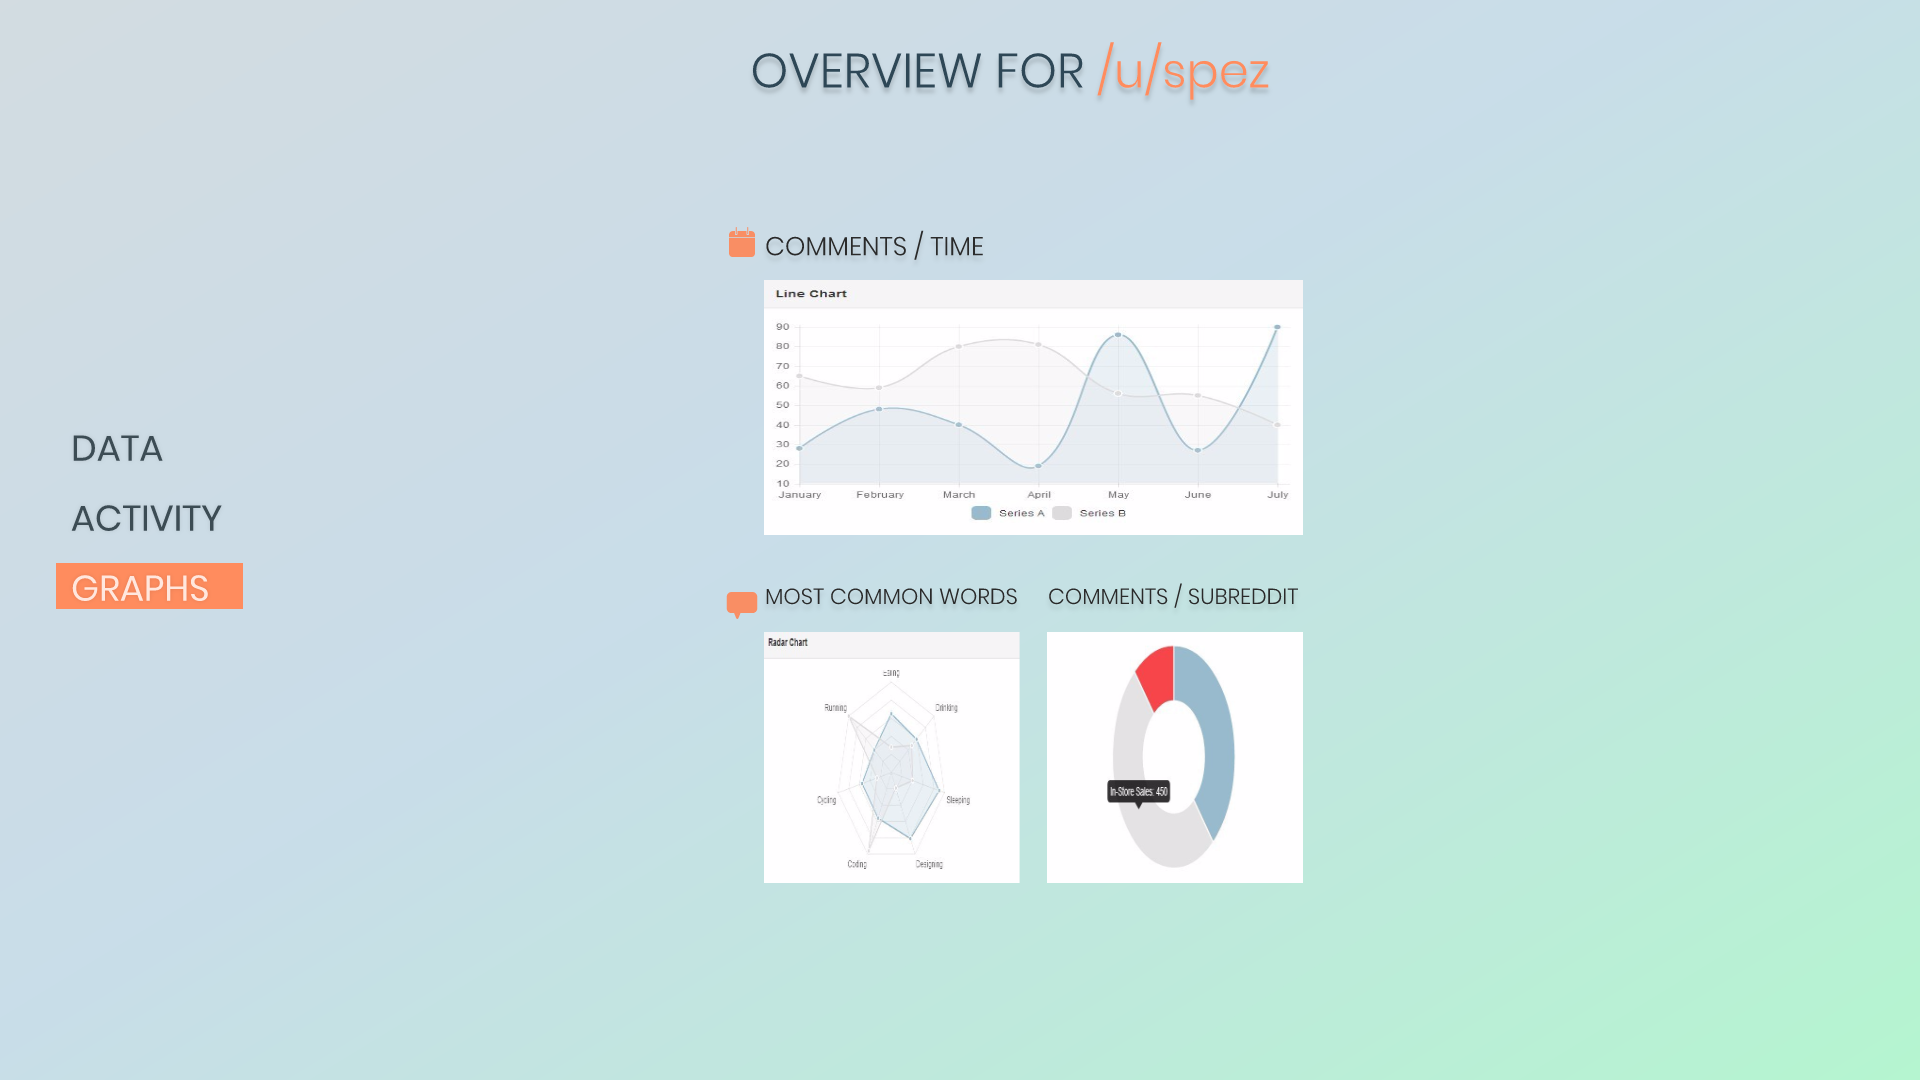 OVERVIEW FOR /u/spez
DATA
ACTIVITY
GRAPHS
COMMENTS / TIME
Line Chart
90
80
70
60
50
40
30
20
10
January February March April May June July
Series A Series B
MOST COMMON WORDS
Radar Chart
Eating
Running Drinking
Cycling Sleeping
Coding Designing
COMMENTS / SUBREDDIT
In-Store Sales: 450